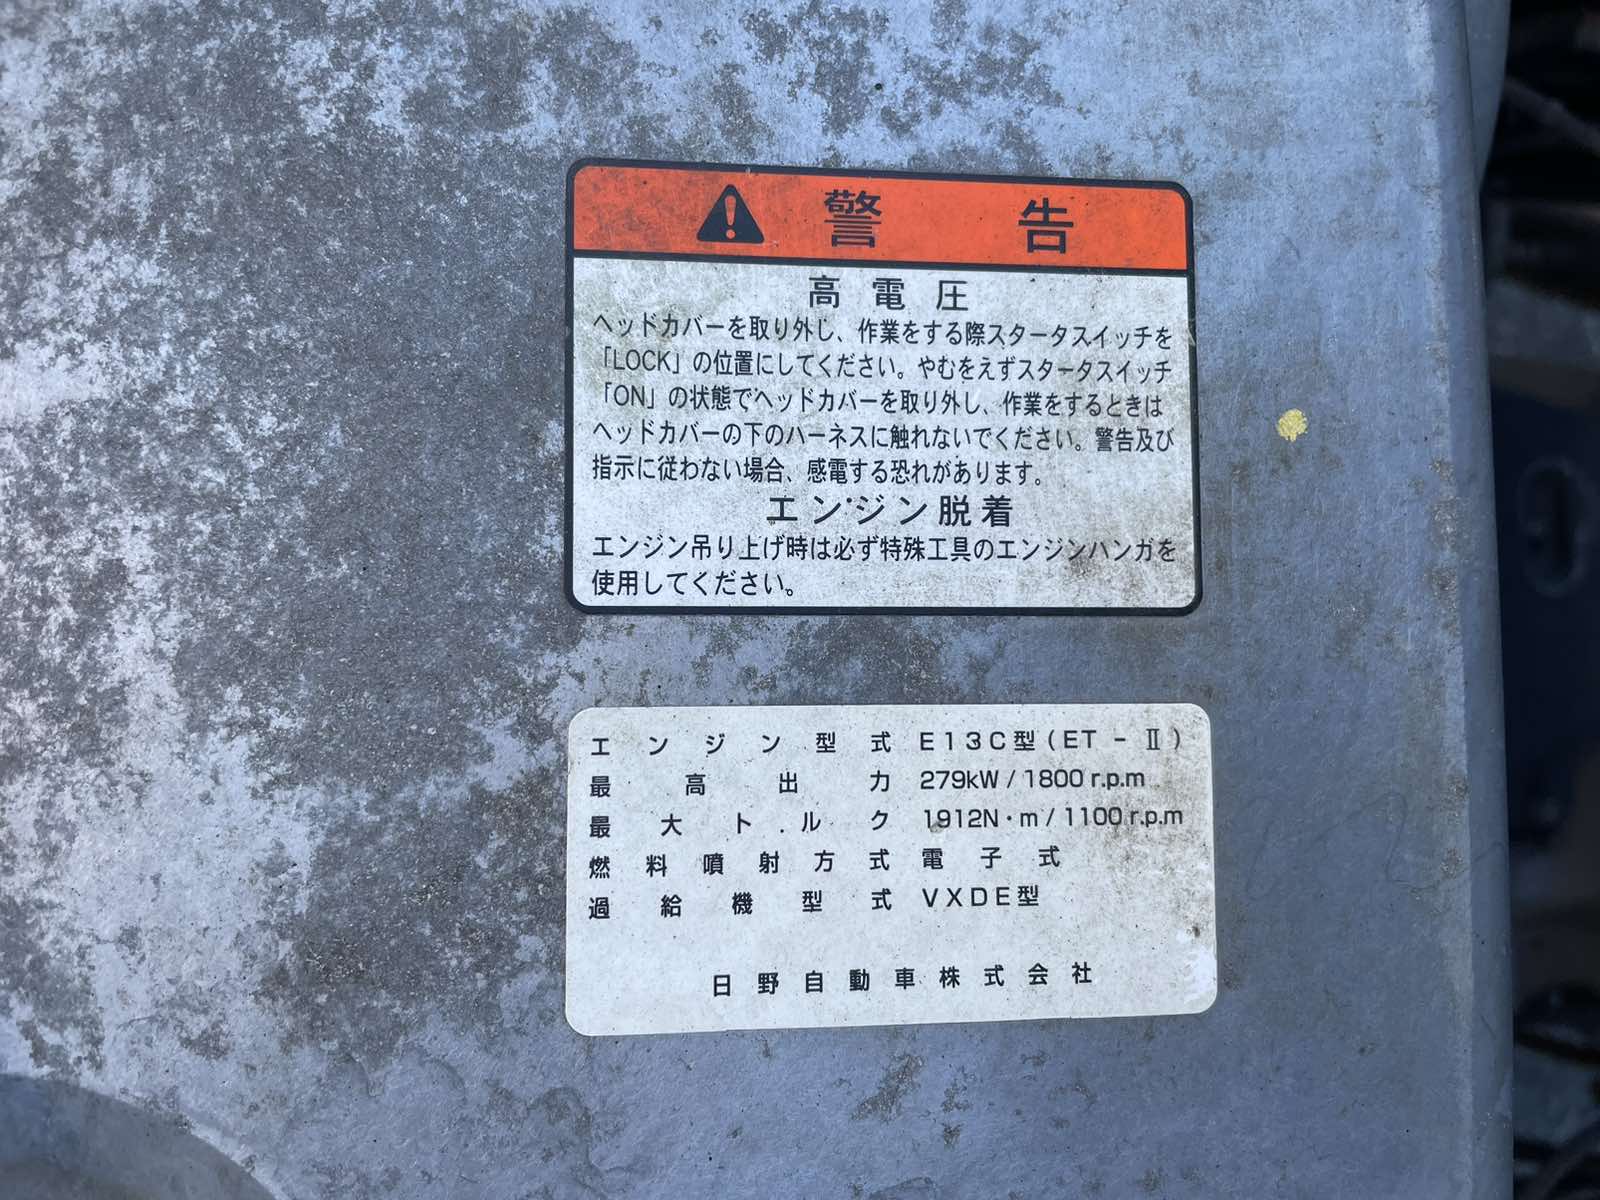 警告
高電圧
ヘッドカバーを取り外し、作業をする際スタータスイッチを
「LOCK」の位置にしてください。やむをえずスタータスイッチ
「ON」の状態でヘッドカバーを取り外し、作業をするときは
ヘッドカバーの下のハーネスに触れないでください。警告及び
指示に従わない場合、感電する恐れがあります。
エンジン脱着
エンジン吊り上げ時は必ず特殊工具のエンジンハンガを
使用してください。
エンジン型式 E13C型(ET-Ⅱ)
最高出力 279kW/1800r.p.m
最大トルク 1912N・m/1100r.p.m
燃料噴射方式 電子式
過給機型式 VXDE型
日野自動車株式会社